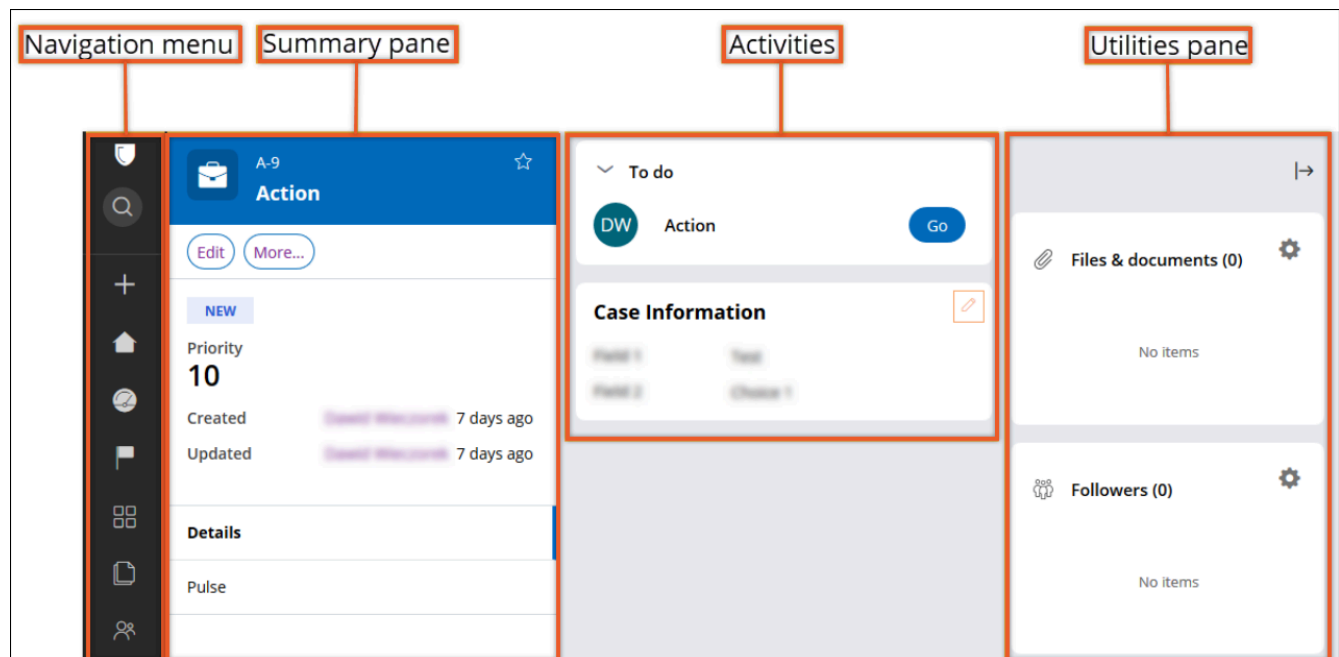 Navigation menu
Summary pane
Activities
Utilities pane
A-9
Action
Edit
More...
NEW
Priority
10
Created 7 days ago
Updated 7 days ago
Details
Pulse
To do
DW Action Go
Case Information
Files & documents (0)
No items
Followers (0)
No items